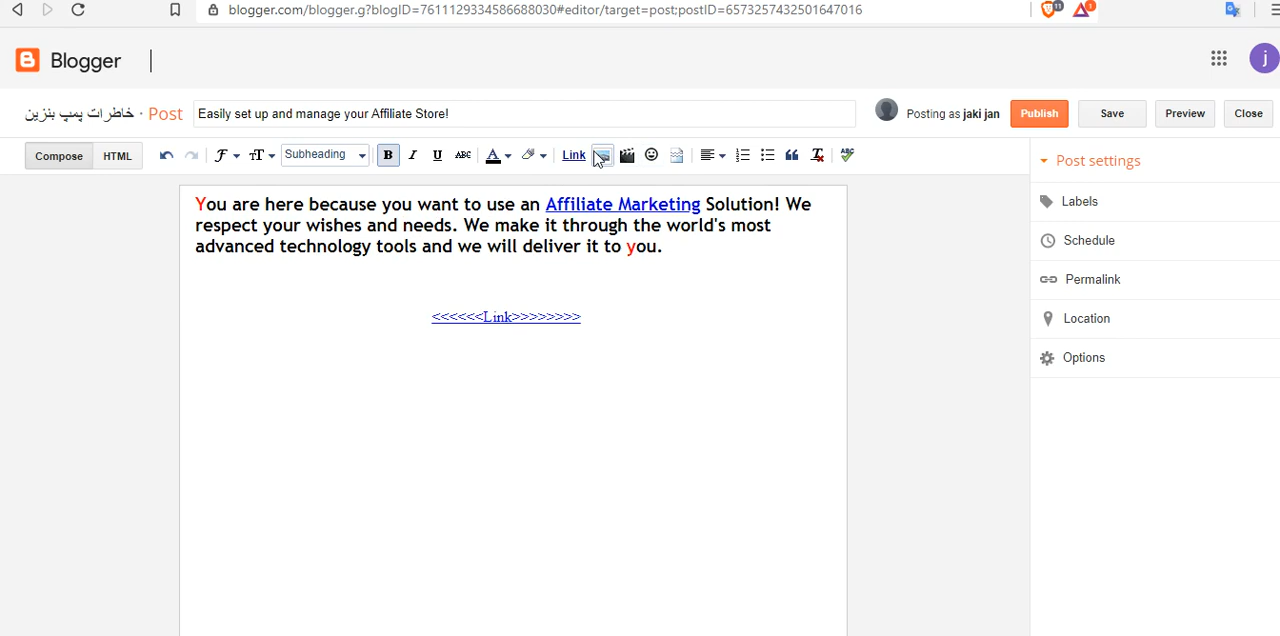 blogger.com/blogger.g?blogID=7611129334586688030#editor/target=post;postID=6573257432501647016
11
1
B Blogger
j
خاطرات پمپ بنزین · Post
Easily set up and manage your Affiliate Store!
Posting as jaki jan
Publish
Save
Preview
Close
Compose
HTML
Subheading
B
I
U
ABC
A
Link
ABC
Post settings
Labels
Schedule
Permalink
Location
Options
You are here because you want to use an Affiliate Marketing Solution! We
respect your wishes and needs. We make it through the world's most
advanced technology tools and we will deliver it to you.
<<<<<<Link>>>>>>>>